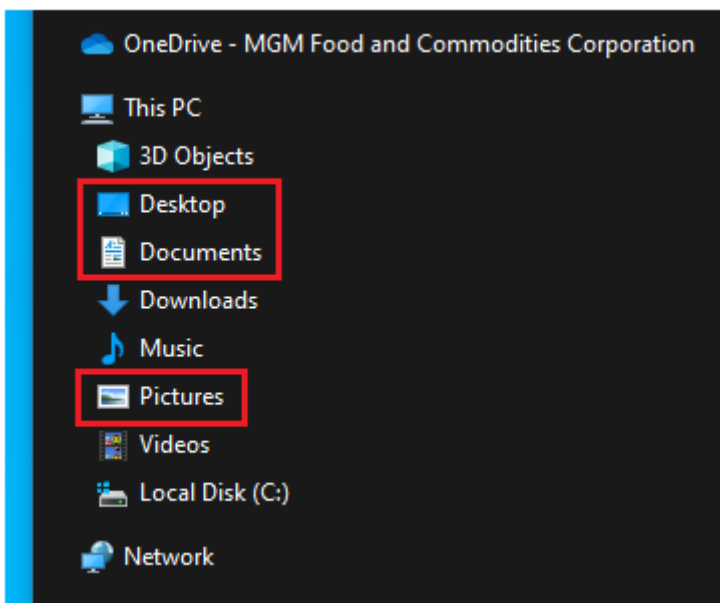 OneDrive - MGM Food and Commodities Corporation
This PC
3D Objects
Desktop
Documents
Downloads
Music
Pictures
Videos
Local Disk (C:)
Network